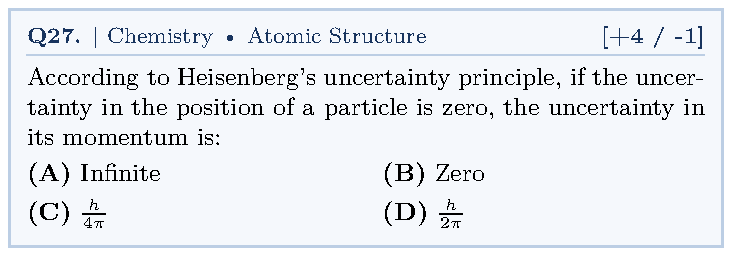 Q27. | Chemistry • Atomic Structure [+4 / -1]
According to Heisenberg's uncertainty principle, if the uncer-
tainty in the position of a particle is zero, the uncertainty in
its momentum is:
(A) Infinite (B) Zero
(C) h/4π (D) h/2π